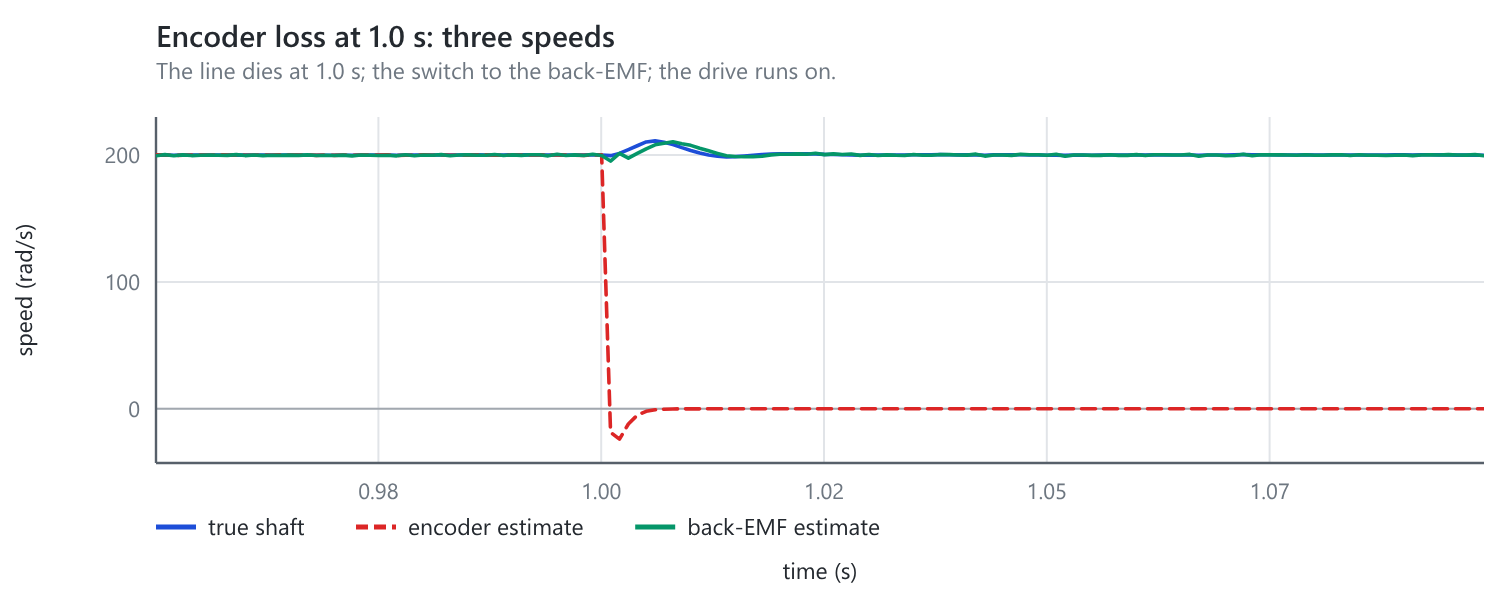 Encoder loss at 1.0 s: three speeds
The line dies at 1.0 s; the switch to the back-EMF; the drive runs on.
speed (rad/s)
200
100
0
0.98 1.00 1.02 1.05 1.07
true shaft encoder estimate back-EMF estimate
time (s)